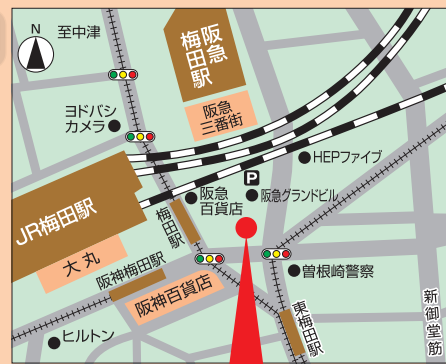 N
至中津
阪急
梅田駅
阪急
三番街
ヨドバシ
カメラ
HEPファイブ
P
阪急
百貨店
阪急グランドビル
JR梅田駅
梅田駅
大丸
阪神梅田駅
阪神百貨店
曽根崎警察
ヒルトン
東梅田駅
新御堂筋